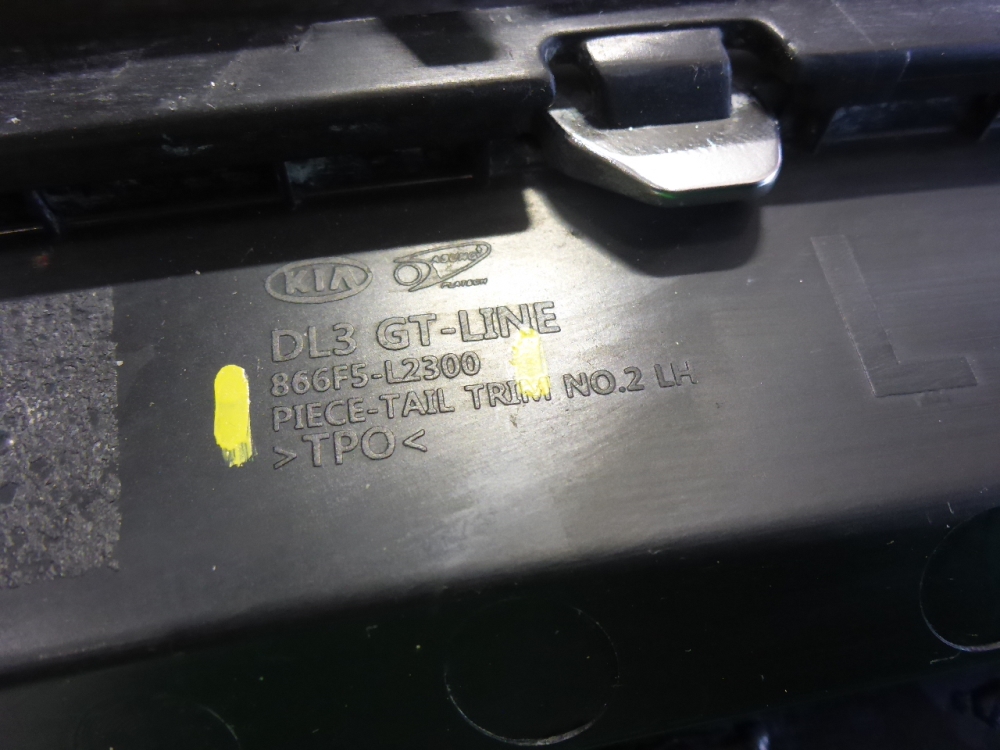 KIA
DL3 GT-LINE
866F5-L2300
PIECE-TAIL TRIM NO.2 LH
>TPO<
L